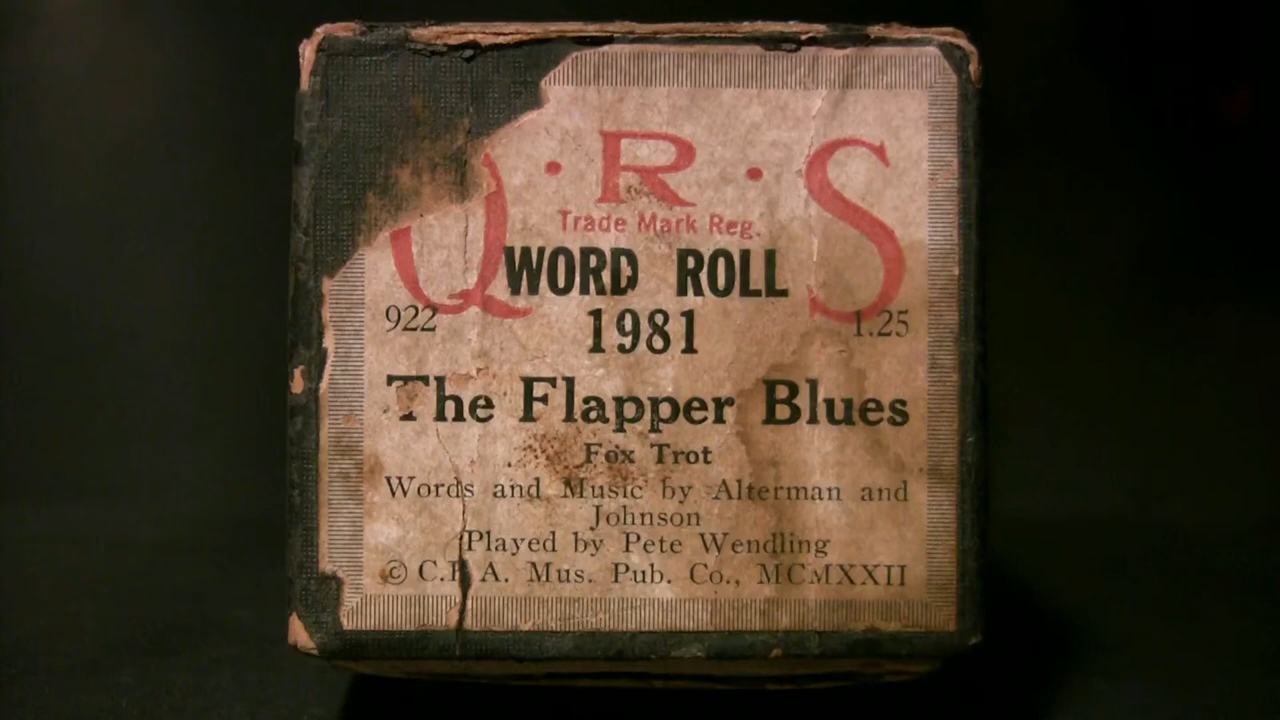 Q·R·S
Trade Mark Reg.
WORD ROLL
922 1981 1.25
The Flapper Blues
Fox Trot
Words and Music by Alterman and
Johnson
Played by Pete Wendling
© C. A. Mus. Pub. Co., MCMXXII